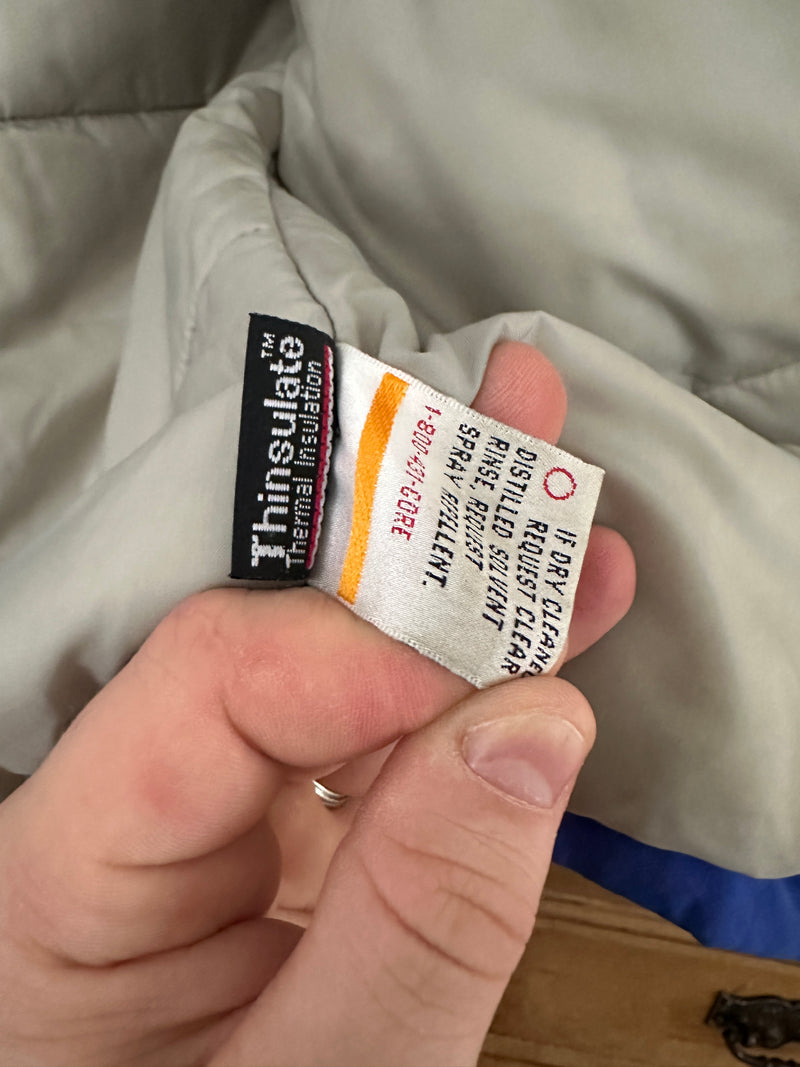 Thinsulate™
Thermal Insulation
IF DRY CLEANED
REQUEST CLEAR
DISTILLED SOLVENT
RINSE, REQUEST
SPRAY REPELLENT.
1-800-431-GORE